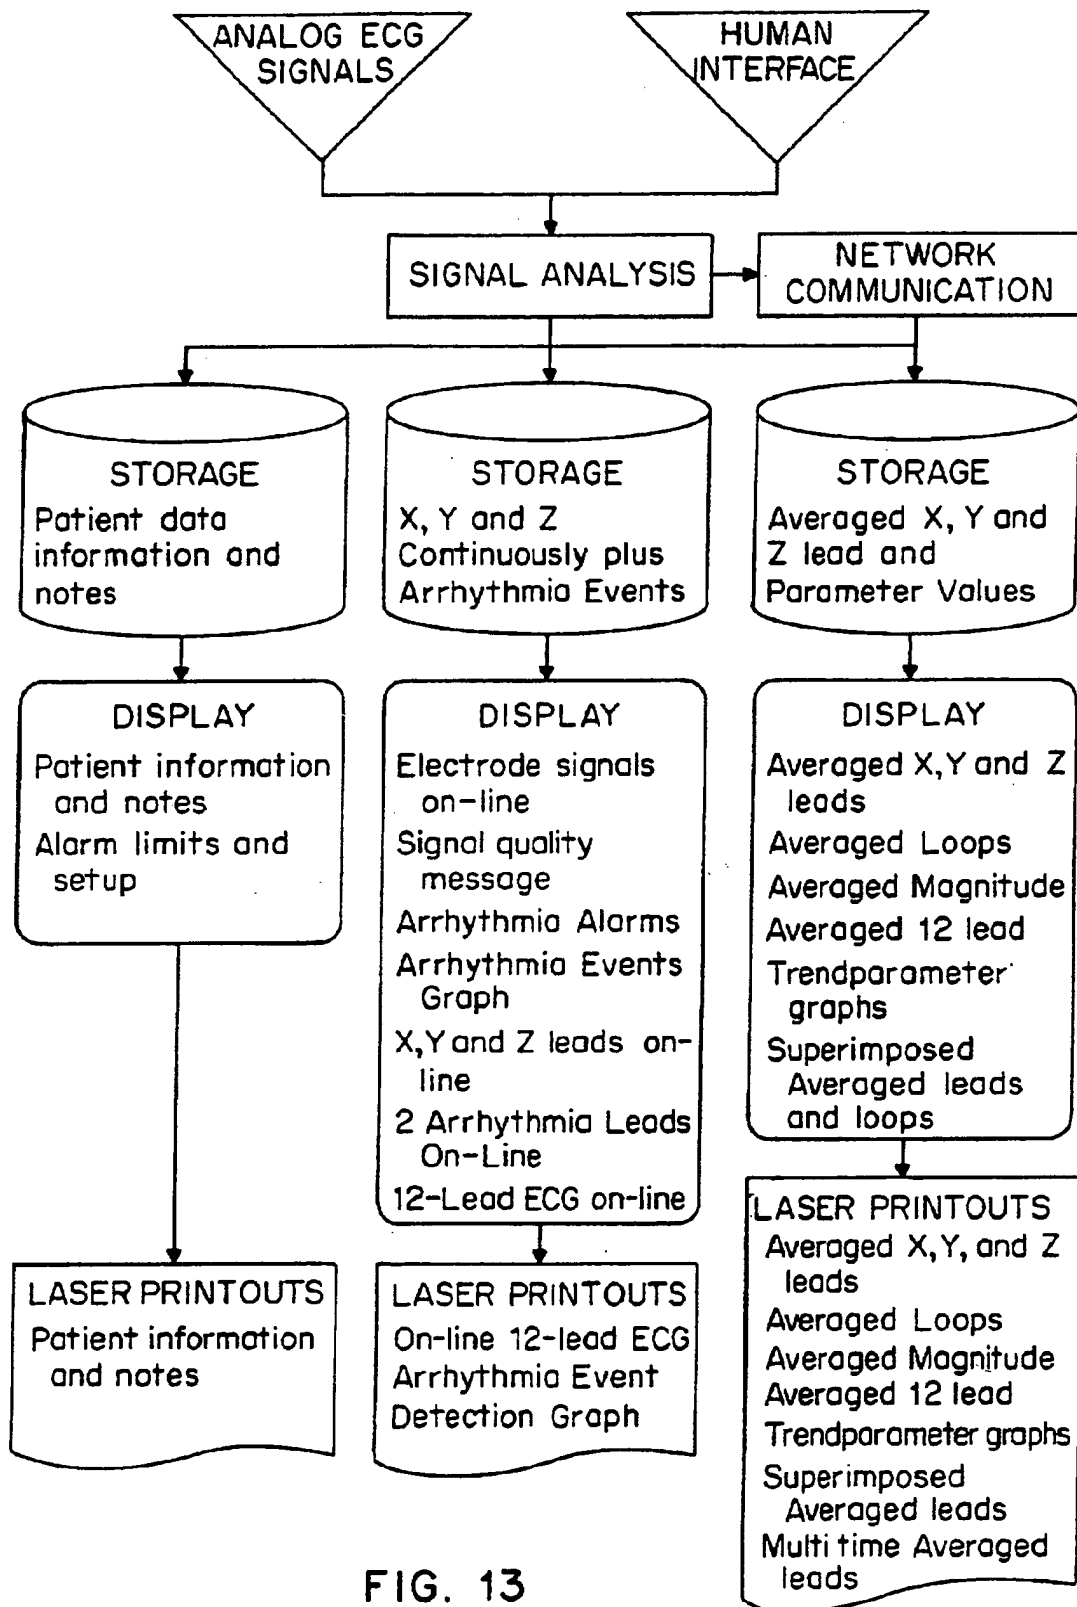 ANALOG ECG
SIGNALS
HUMAN
INTERFACE
SIGNAL ANALYSIS
NETWORK
COMMUNICATION
STORAGE
Patient data
information and
notes
STORAGE
X, Y and Z
Continuously plus
Arrhythmia Events
STORAGE
Averaged X, Y and
Z lead and
Parameter Values
DISPLAY
Patient information
and notes
Alarm limits and
setup
DISPLAY
Electrode signals
on-line
Signal quality
message
Arrhythmia Alarms
Arrhythmia Events
Graph
X, Y and Z leads on-
line
2 Arrhythmia Leads
On-Line
12-Lead ECG on-line
DISPLAY
Averaged X, Y and Z
leads
Averaged Loops
Averaged Magnitude
Averaged 12 lead
Trendparameter
graphs
Superimposed
Averaged leads
and loops
LASER PRINTOUTS
Patient information
and notes
LASER PRINTOUTS
On-line 12-lead ECG
Arrhythmia Event
Detection Graph
LASER PRINTOUTS
Averaged X, Y, and Z
leads
Averaged Loops
Averaged Magnitude
Averaged 12 lead
Trendparameter graphs
Superimposed
Averaged leads
Multi time Averaged
leads
FIG. 13